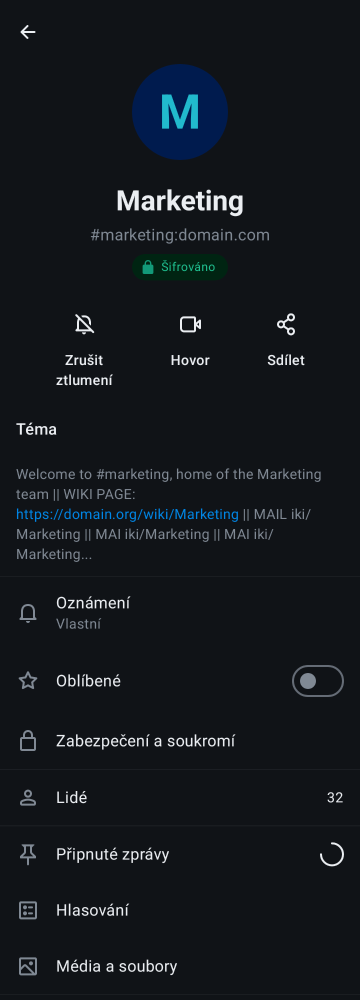 M
Marketing
#marketing:domain.com
Šifrováno
Zrušit
ztlumení
Hovor
Sdílet
Téma
Welcome to #marketing, home of the Marketing
team || WIKI PAGE:
https://domain.org/wiki/Marketing || MAIL iki/
Marketing || MAI iki/Marketing || MAI iki/
Marketing...
Oznámení
Vlastní
Oblíbené
Zabezpečení a soukromí
Lidé 32
Připnuté zprávy
Hlasování
Média a soubory